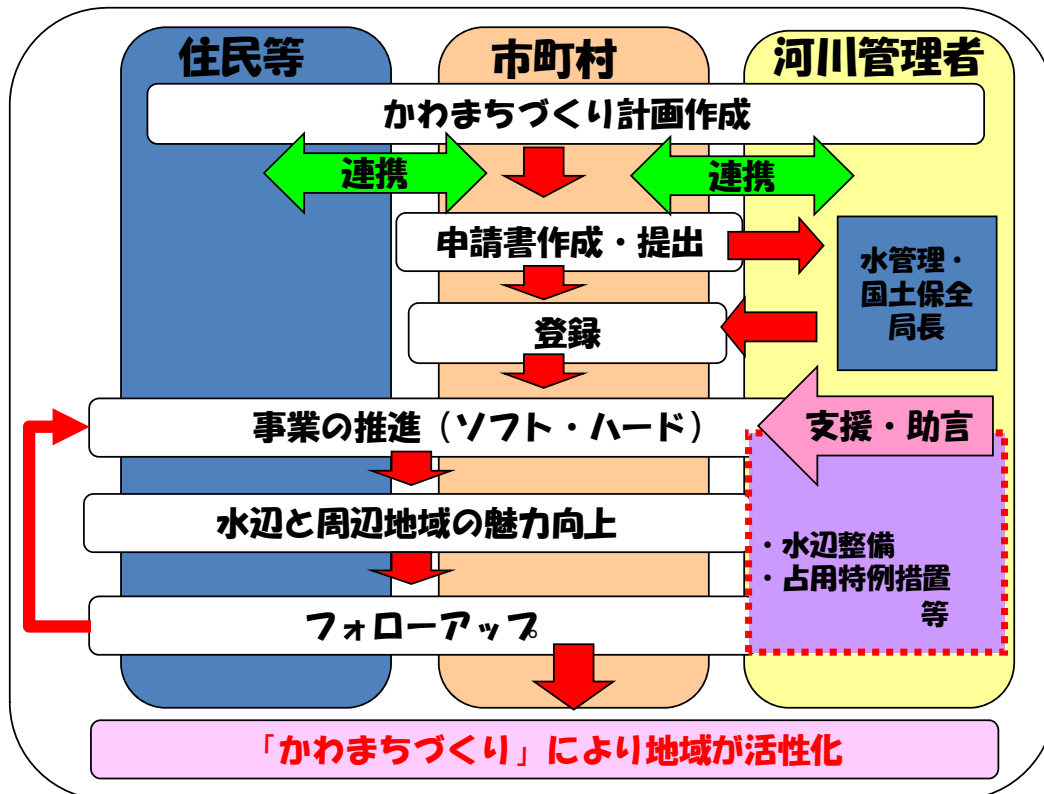 住民等
市町村
河川管理者
かわまちづくり計画作成
連携
連携
申請書作成・提出
水管理・
国土保全
局長
登録
事業の推進（ソフト・ハード）
支援・助言
水辺と周辺地域の魅力向上
・水辺整備
・占用特例措置
等
フォローアップ
「かわまちづくり」により地域が活性化